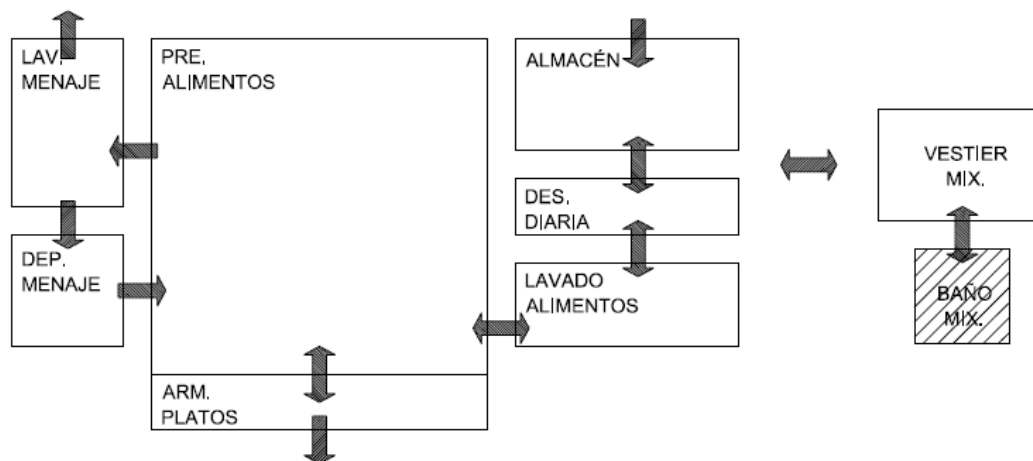 LAV.
MENAJE
PRE.
ALIMENTOS
ALMACÉN
VESTIER
MIX.
DES.
DIARIA
DEP.
MENAJE
LAVADO
ALIMENTOS
BAÑO
MIX.
ARM.
PLATOS